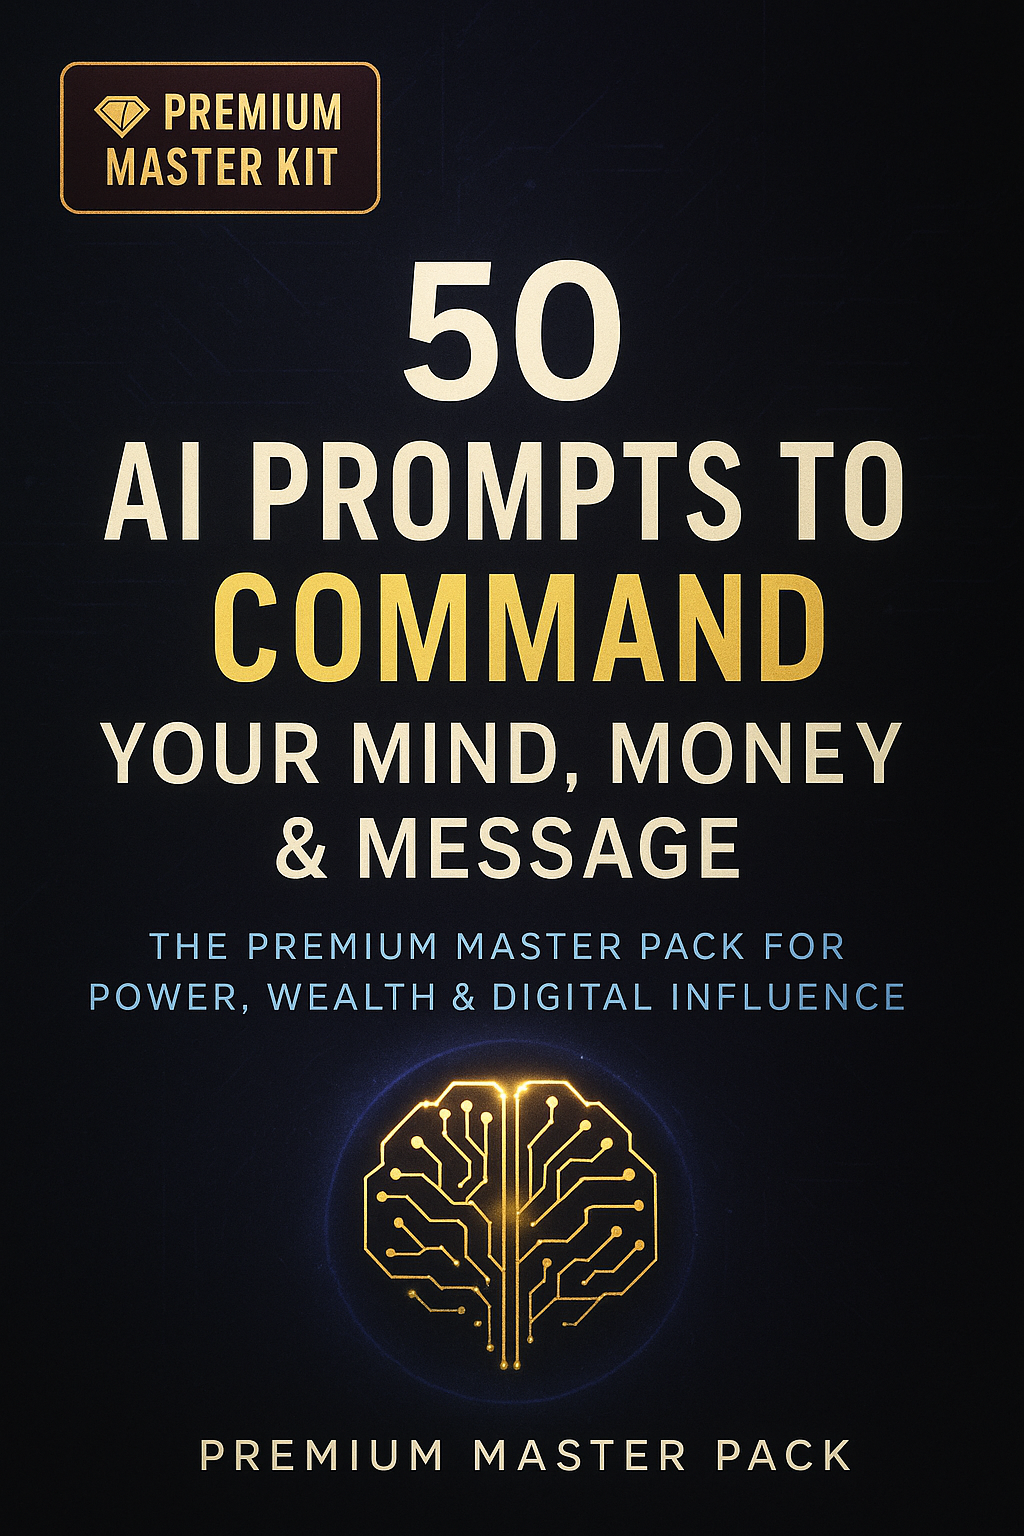 PREMIUM
MASTER KIT
50
AI PROMPTS TO
COMMAND
YOUR MIND, MONEY
& MESSAGE
THE PREMIUM MASTER PACK FOR
POWER, WEALTH & DIGITAL INFLUENCE
PREMIUM MASTER PACK